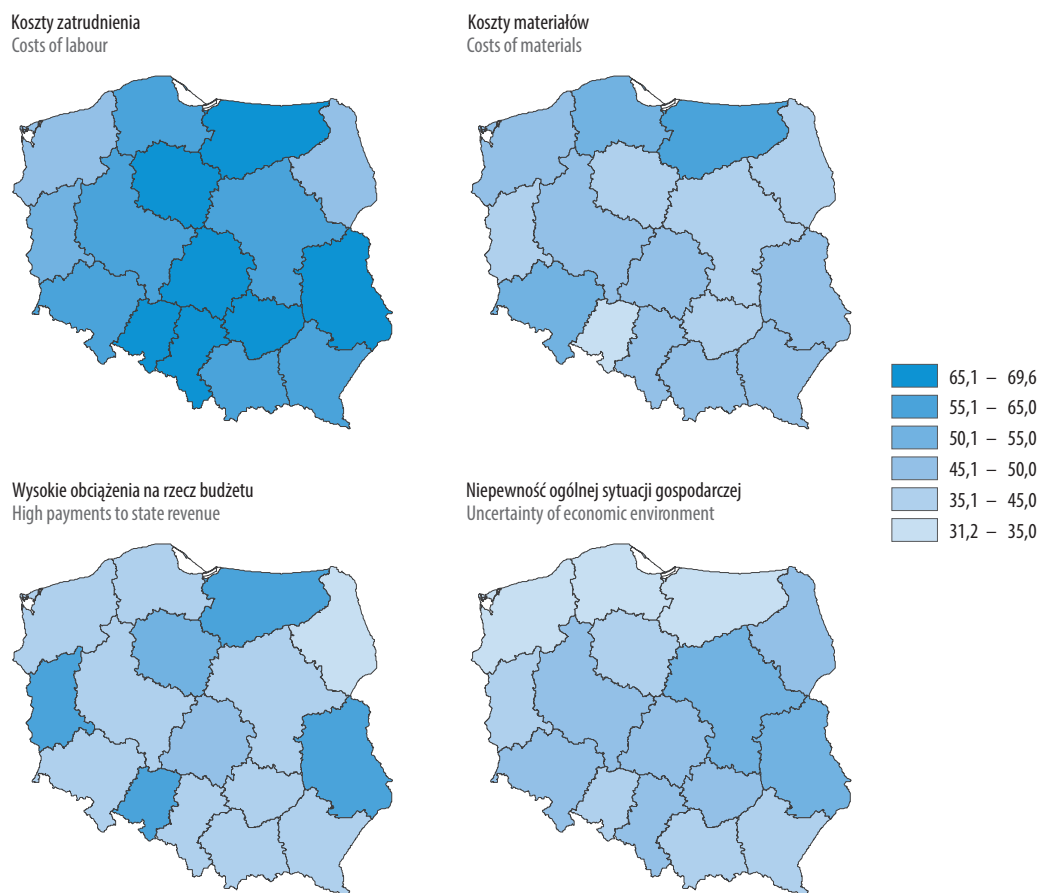 Koszty zatrudnienia
Costs of labour
Koszty materiałów
Costs of materials
65,1 – 69,6
55,1 – 65,0
50,1 – 55,0
45,1 – 50,0
35,1 – 45,0
31,2 – 35,0
Wysokie obciążenia na rzecz budżetu
High payments to state revenue
Niepewność ogólnej sytuacji gospodarczej
Uncertainty of economic environment